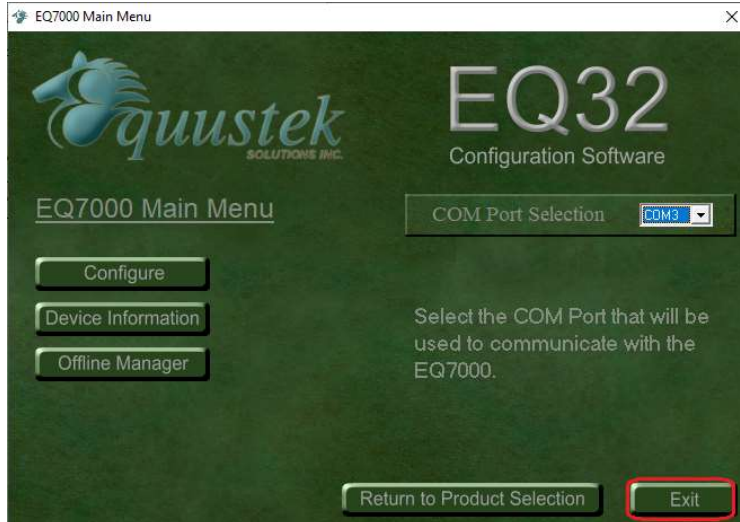 EQ7000 Main Menu
Equustek
SOLUTIONS INC.
EQ32
Configuration Software
EQ7000 Main Menu
COM Port Selection
COM3
Configure
Device Information
Offline Manager
Select the COM Port that will be
used to communicate with the
EQ7000.
Return to Product Selection
Exit